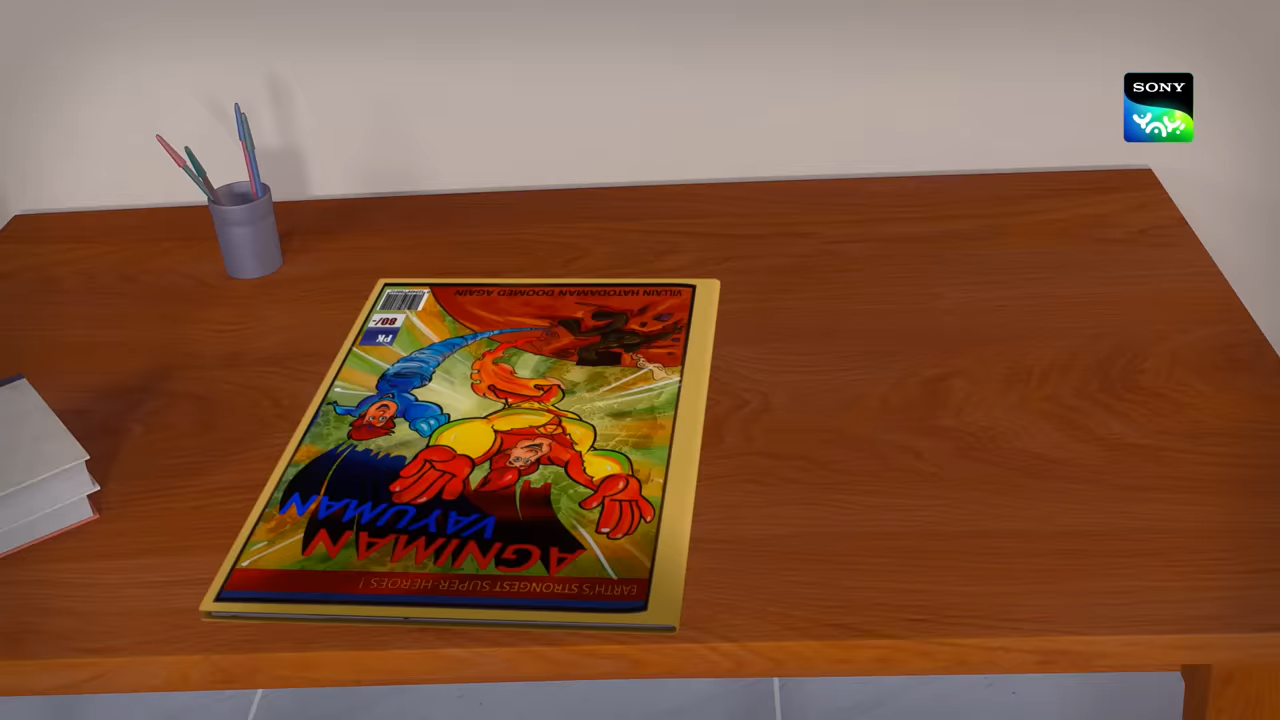 SONY
YAY!
VILLAIN HATODAMAN DOOMED AGAIN
80/-
PK
VAYUMAN
AGNIMAN
EARTH'S STRONGEST SUPER-HEROES !